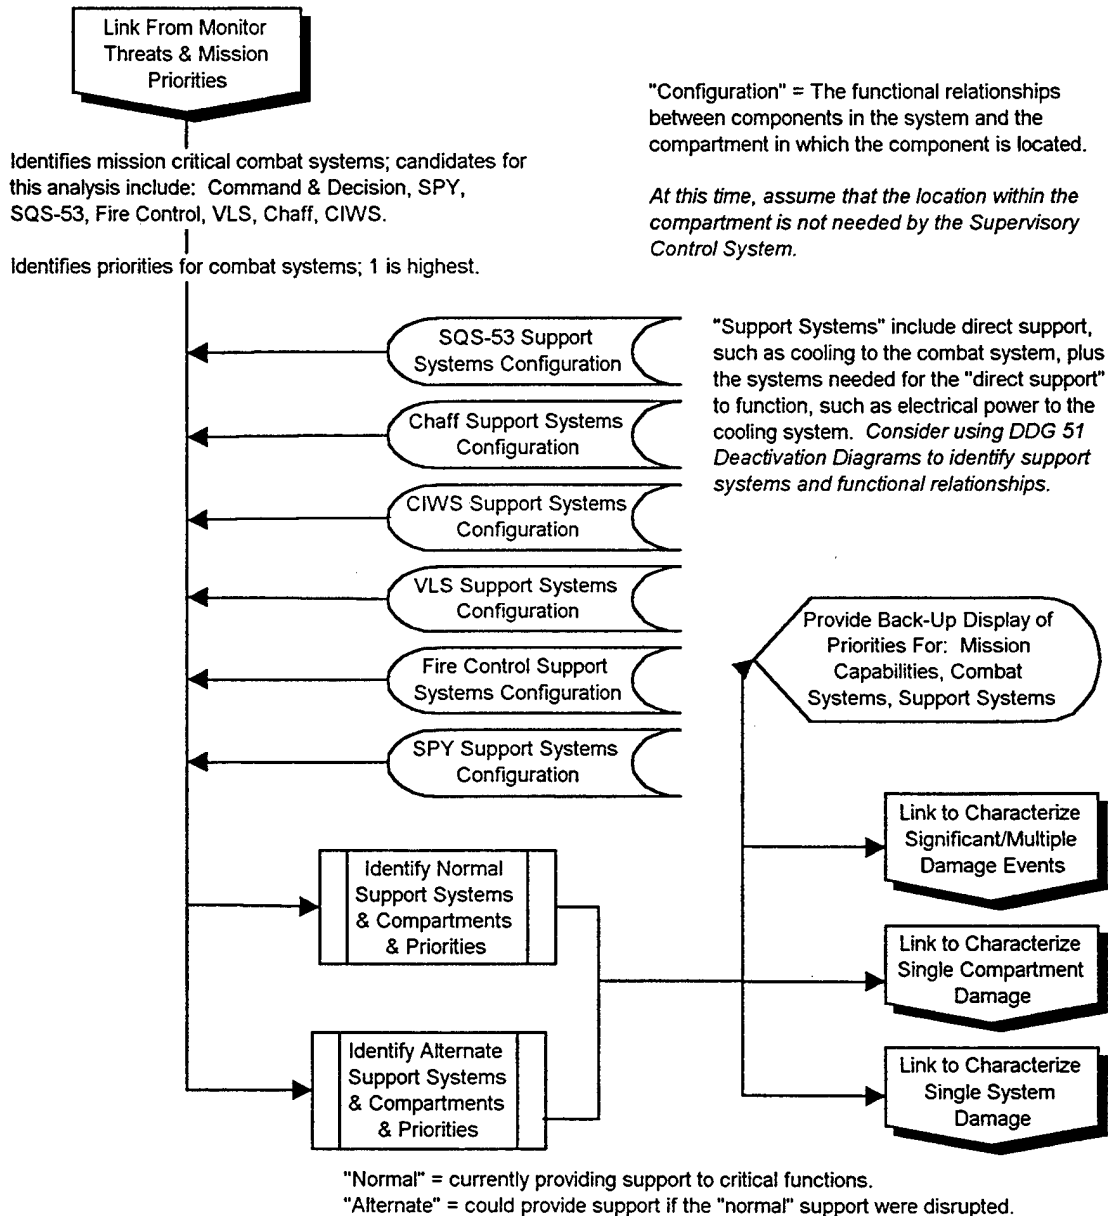 Link From Monitor
Threats & Mission
Priorities
Identifies mission critical combat systems; candidates for
this analysis include: Command & Decision, SPY,
SQS-53, Fire Control, VLS, Chaff, CIWS.
Identifies priorities for combat systems; 1 is highest.
"Configuration" = The functional relationships
between components in the system and the
compartment in which the component is located.
At this time, assume that the location within the
compartment is not needed by the Supervisory
Control System.
SQS-53 Support
Systems Configuration
Chaff Support Systems
Configuration
CIWS Support Systems
Configuration
VLS Support Systems
Configuration
Fire Control Support
Systems Configuration
SPY Support Systems
Configuration
"Support Systems" include direct support,
such as cooling to the combat system, plus
the systems needed for the "direct support"
to function, such as electrical power to the
cooling system. Consider using DDG 51
Deactivation Diagrams to identify support
systems and functional relationships.
Provide Back-Up Display of
Priorities For: Mission
Capabilities, Combat
Systems, Support Systems
Identify Normal
Support Systems
& Compartments
& Priorities
Identify Alternate
Support Systems
& Compartments
& Priorities
Link to Characterize
Significant/Multiple
Damage Events
Link to Characterize
Single Compartment
Damage
Link to Characterize
Single System
Damage
"Normal" = currently providing support to critical functions.
"Alternate" = could provide support if the "normal" support were disrupted.